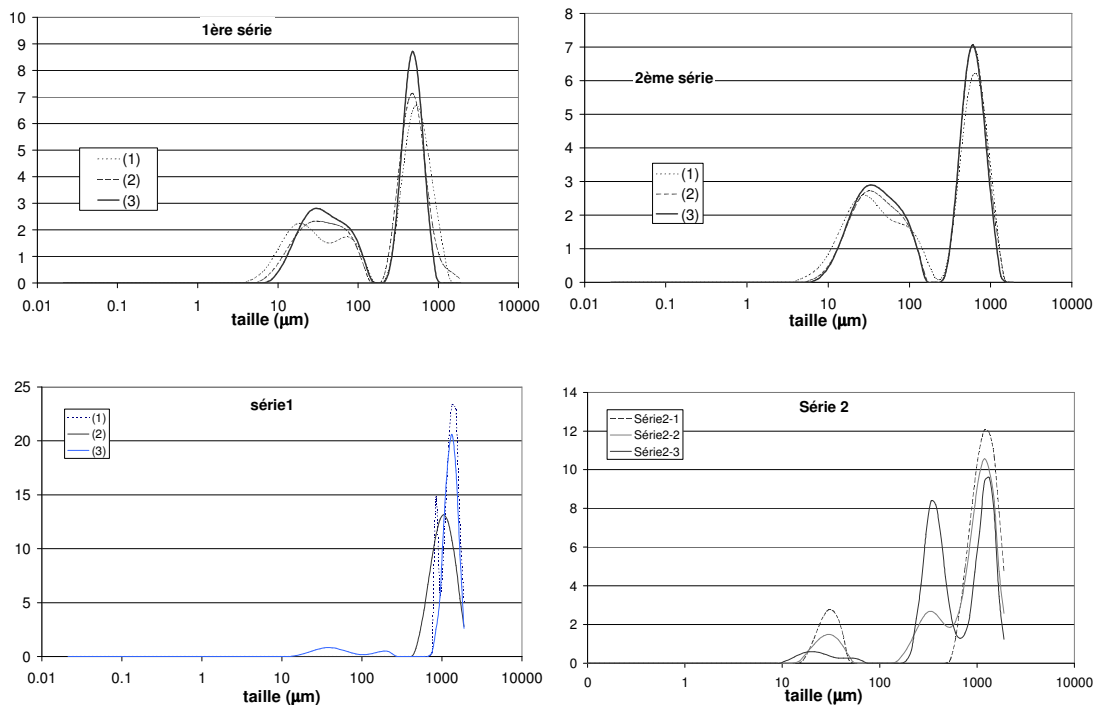 1ère série
10
9
8
7
6
5
4
3
2
1
0
(1)
(2)
(3)
0.01 0.1 1 10 100 1000 10000
taille (µm)
2ème série
8
7
6
5
4
3
2
1
0
(1)
(2)
(3)
0.01 0.1 1 10 100 1000 10000
taille (µm)
série1
25
20
15
10
5
0
(1)
(2)
(3)
0.01 0.1 1 10 100 1000 10000
taille (µm)
Série 2
14
12
10
8
6
4
2
0
Série2-1
Série2-2
Série2-3
0 1 10 100 1000 10000
taille (µm)